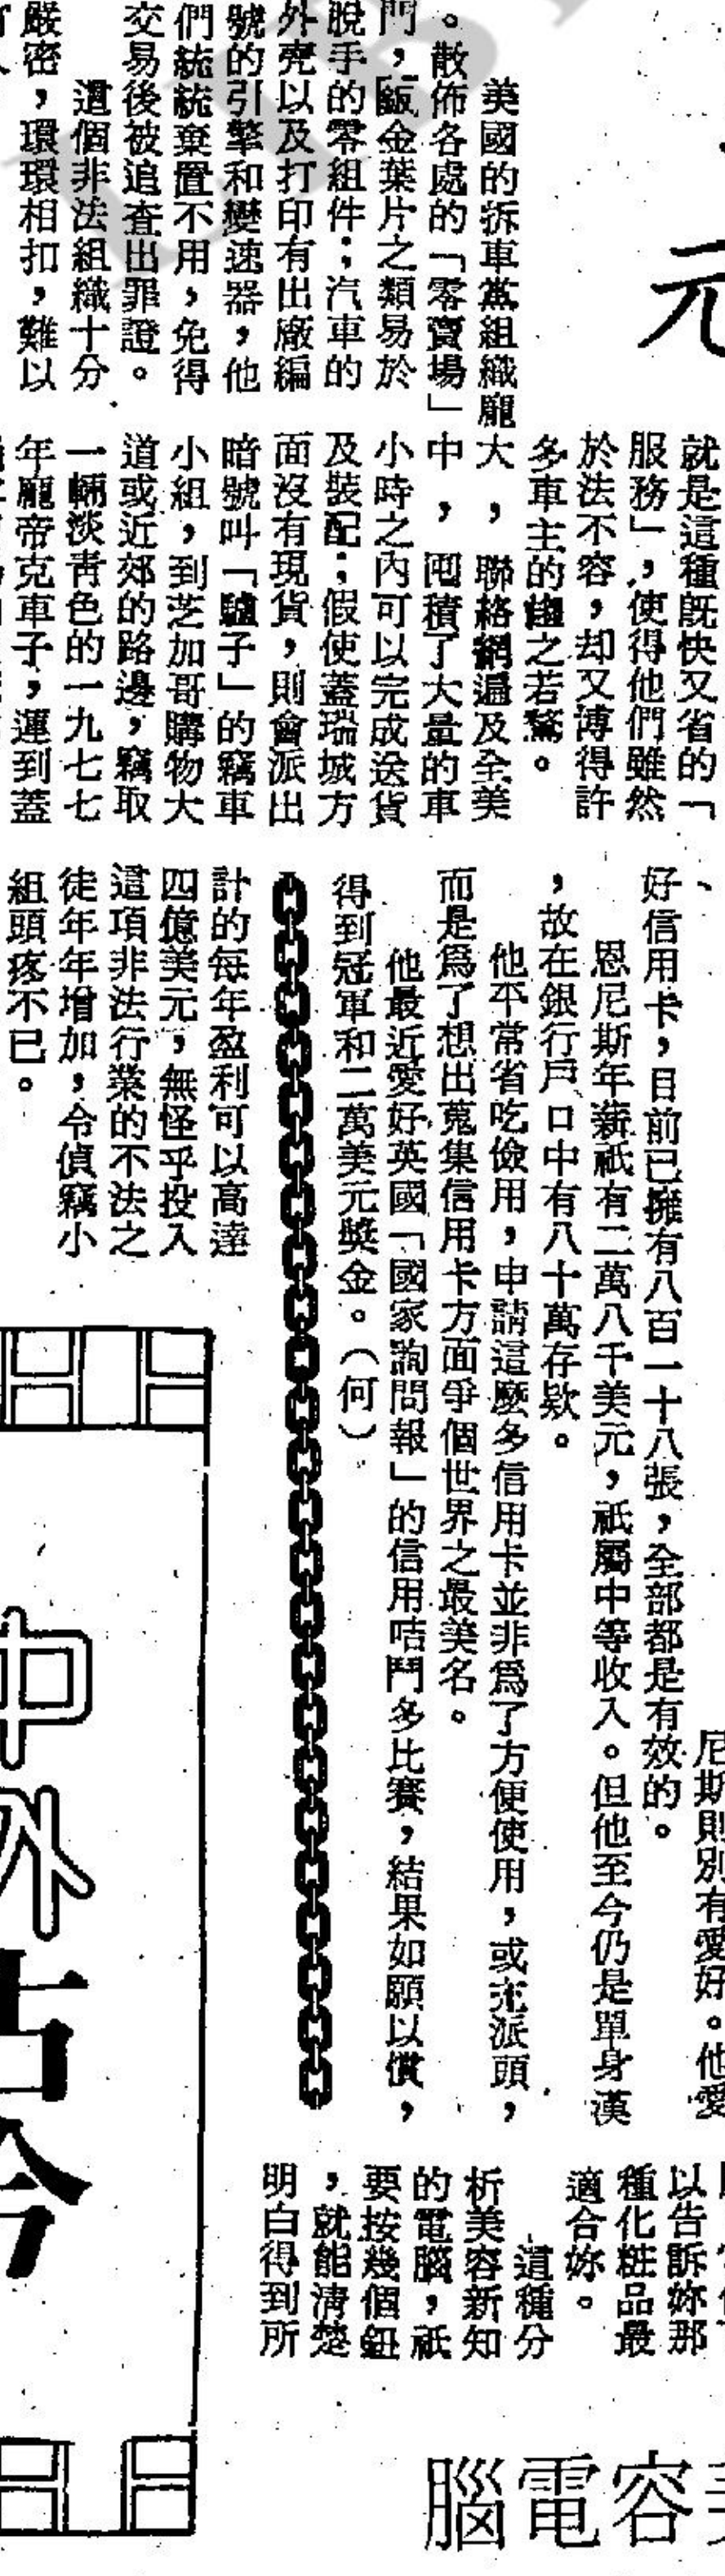 元
美國的拆車黨組織龐
大，聯絡網遍及全美
。散佈各處的「零賣場」
中，囤積了大量的車
門，鈑金葉片之類易於
脫手的零組件；汽車的
外壳以及打印有出廠編
號的引擎和變速器，他
們統統棄置不用，免得
交易後被追查出罪證。
這個非法組織十分
嚴密，環環相扣，難以
就是這種既快又省的「
服務」，使得他們雖然
於法不容，却又博得許
多車主的趨之若鶩。
小時之內可以完成送貨
及裝配；假使蓋瑞城方
面沒有現貨，則會派出
暗號叫「驢子」的竊車
小組，到芝加哥購物大
道或近郊的路邊，竊取
一輛淡青色的一九七七
年龐帝克車子，運到蓋
計的每年盈利可以高達
四億美元，無怪乎投入
這項非法行業的不法之
徒年年增加，令偵竊小
組頭疼不已。
尼斯則別有愛好。他愛
好信用卡，目前已擁有八百一十八張，全部都是有效的。
恩尼斯年薪祇有二萬八千美元，祇屬中等收入。但他至今仍是單身漢
，故在銀行戶口中有八十萬存欵。
他平常省吃儉用，申請這麼多信用卡並非爲了方便使用，或充派頭，
而是爲了想出蒐集信用卡方面爭個世界之最美名。
他最近愛好英國「國家詢問報」的信用咭鬥多比賽，結果如願以償，
得到冠軍和二萬美元獎金。（何）
以告訴妳那
種化粧品最
適合妳。
這種分
析美容新知
的電腦，祇
要按幾個鈕
，就能清楚
明白得到所
容電腦
中外古今